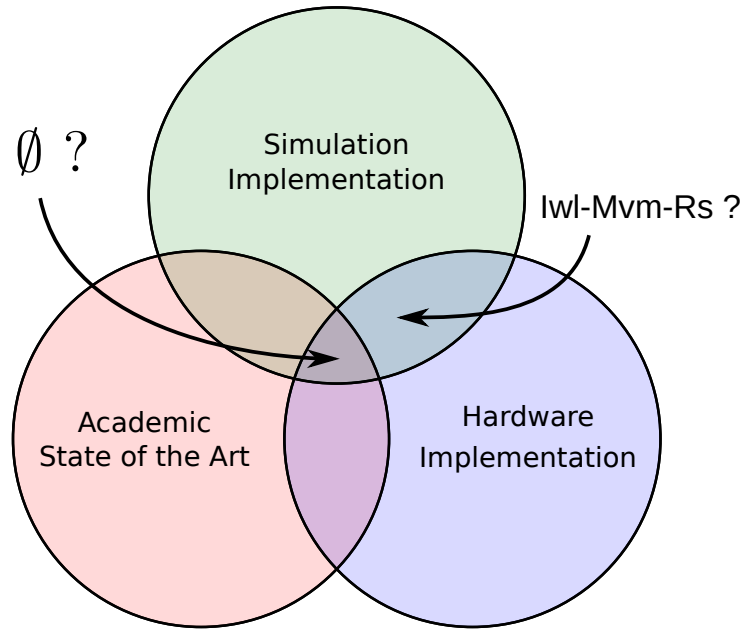 Simulation
Implementation
∅ ?
Iwl-Mvm-Rs ?
Academic
State of the Art
Hardware
Implementation